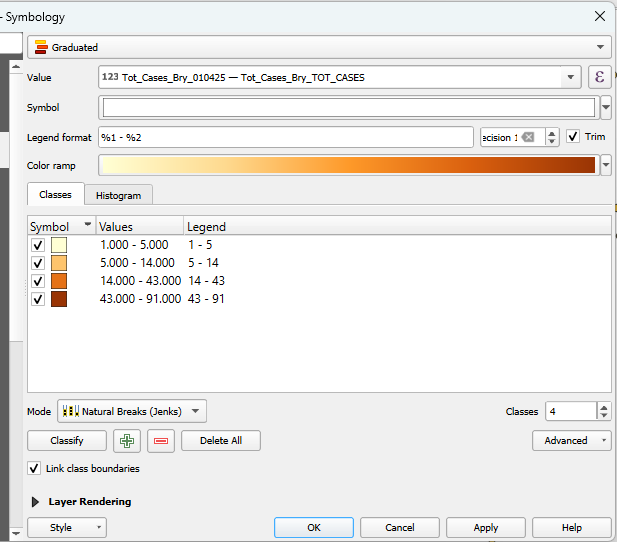 - Symbology
Graduated
Value 123 Tot_Cases_Bry_010425 — Tot_Cases_Bry_TOT_CASES ε
Symbol
Legend format %1 - %2 ecision 1 Trim
Color ramp
Classes Histogram
Symbol Values Legend
1.000 - 5.000 1 - 5
5.000 - 14.000 5 - 14
14.000 - 43.000 14 - 43
43.000 - 91.000 43 - 91
Mode Natural Breaks (Jenks) Classes 4
Classify Delete All Advanced
Link class boundaries
Layer Rendering
Style OK Cancel Apply Help